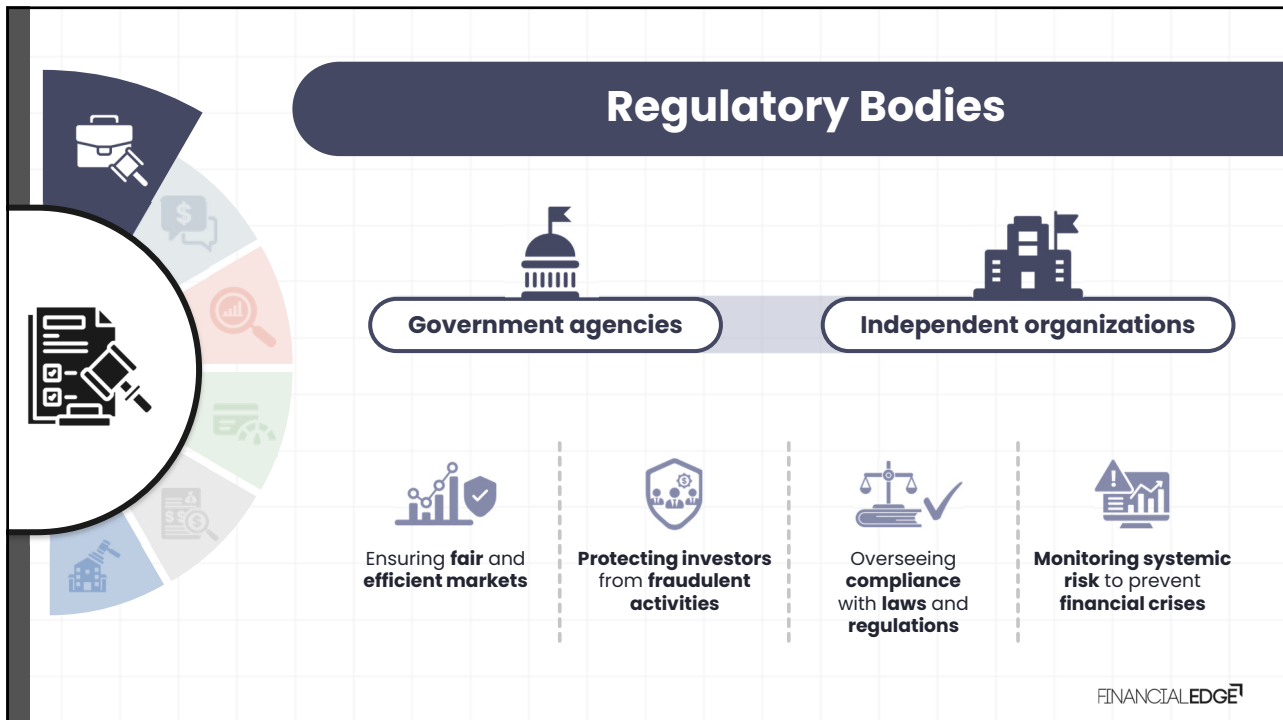 Regulatory Bodies
Government agencies
Independent organizations
Ensuring fair and
efficient markets
Protecting investors
from fraudulent
activities
Overseeing
compliance
with laws and
regulations
Monitoring systemic
risk to prevent
financial crises
FINANCIALEDGE